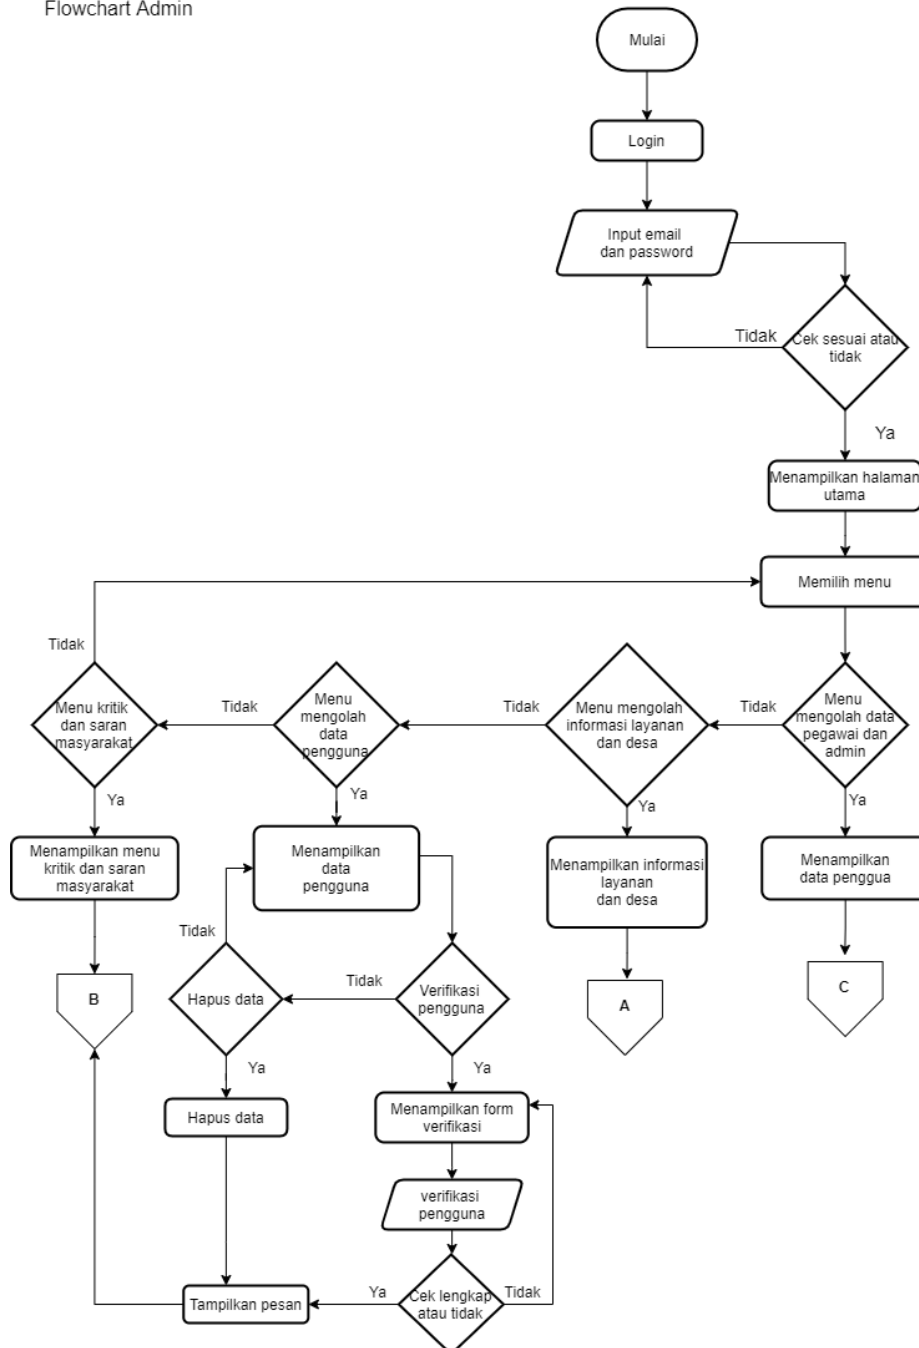 Flowchart Admin
Mulai
Login
Input email
dan password
Tidak
Cek sesuai atau
tidak
Ya
Menampilkan halaman
utama
Memilih menu
Tidak
Menu kritik
dan saran
masyarakat
Tidak
Menu
mengolah
data
pengguna
Tidak
Menu mengolah
informasi layanan
dan desa
Tidak
Menu
mengolah data
pegawai dan
admin
Ya
Ya
Ya
Ya
Menampilkan menu
kritik dan saran
masyarakat
Menampilkan
data
pengguna
Menampilkan informasi
layanan
dan desa
Menampilkan
data penggua
Tidak
B
Hapus data
Tidak
Verifikasi
pengguna
A
C
Ya
Ya
Hapus data
Menampilkan form
verifikasi
verifikasi
pengguna
Tampilkan pesan
Ya
Cek lengkap
atau tidak
Tidak